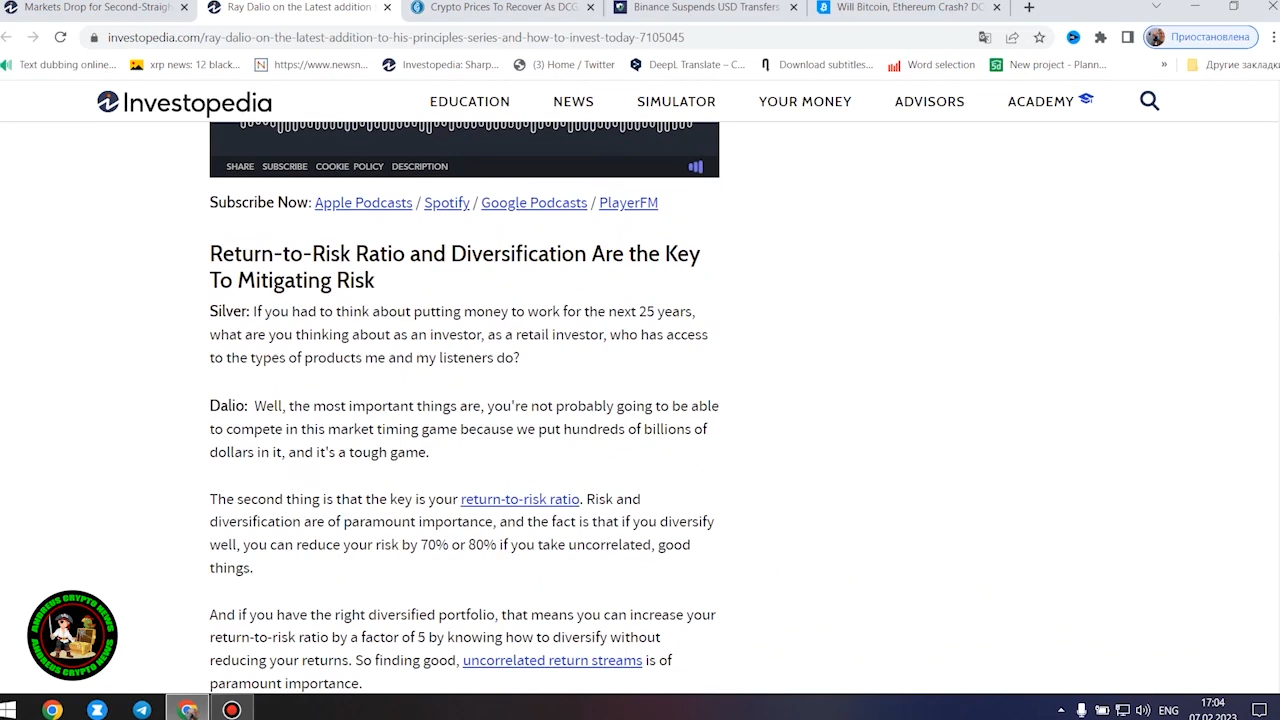 Markets Drop for Second-Straigh
Ray Dalio on the Latest addition
Crypto Prices To Recover As DCG
Binance Suspends USD Transfers
Will Bitcoin, Ethereum Crash? DC
investopedia.com/ray-dalio-on-the-latest-addition-to-his-principles-series-and-how-to-invest-today-7105045
Приостановлена
Text dubbing online...
xrp news: 12 black...
https://www.newsn...
Investopedia: Sharp...
(3) Home / Twitter
DeepL Translate – C...
Download subtitles...
Word selection
New project - Plann...
»
Другие закладки
Investopedia
EDUCATION
NEWS
SIMULATOR
YOUR MONEY
ADVISORS
ACADEMY
SHARE SUBSCRIBE COOKIE POLICY DESCRIPTION
Subscribe Now: Apple Podcasts / Spotify / Google Podcasts / PlayerFM
Return-to-Risk Ratio and Diversification Are the Key
To Mitigating Risk
Silver: If you had to think about putting money to work for the next 25 years,
what are you thinking about as an investor, as a retail investor, who has access
to the types of products me and my listeners do?
Dalio: Well, the most important things are, you're not probably going to be able
to compete in this market timing game because we put hundreds of billions of
dollars in it, and it's a tough game.
The second thing is that the key is your return-to-risk ratio. Risk and
diversification are of paramount importance, and the fact is that if you diversify
well, you can reduce your risk by 70% or 80% if you take uncorrelated, good
things.
And if you have the right diversified portfolio, that means you can increase your
return-to-risk ratio by a factor of 5 by knowing how to diversify without
reducing your returns. So finding good, uncorrelated return streams is of
paramount importance.
ANDREUS CRYPTO NEWS
ANDREUS CRYPTO NEWS
ENG
17:04
07.02.2023